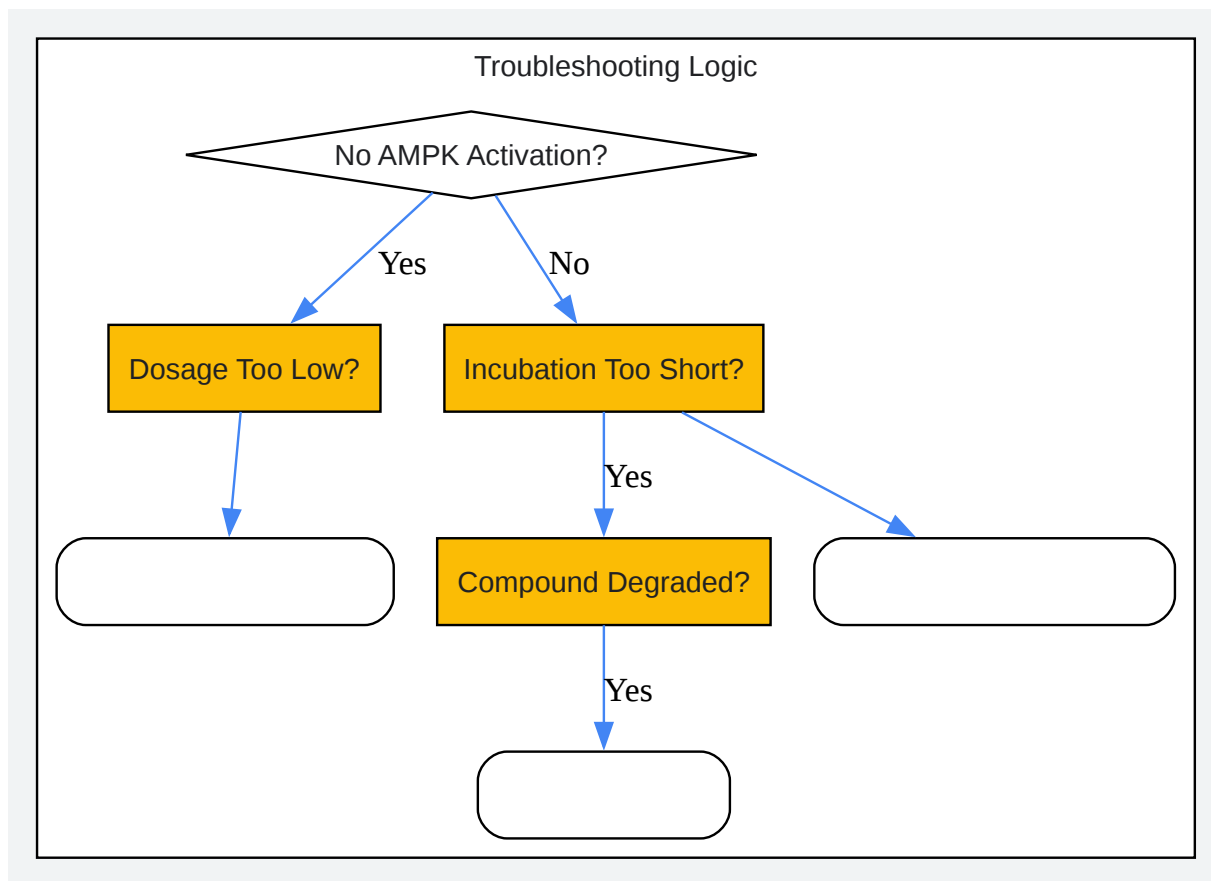 Troubleshooting Logic
No AMPK Activation?
Yes
No
Dosage Too Low?
Incubation Too Short?
Yes
Compound Degraded?
Yes